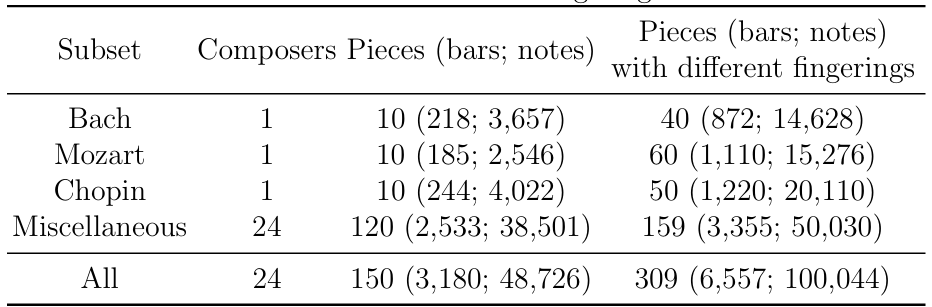 Subset Composers Pieces (bars; notes) Pieces (bars; notes) with different fingerings
Bach 1 10 (218; 3,657) 40 (872; 14,628)
Mozart 1 10 (185; 2,546) 60 (1,110; 15,276)
Chopin 1 10 (244; 4,022) 50 (1,220; 20,110)
Miscellaneous 24 120 (2,533; 38,501) 159 (3,355; 50,030)
All 24 150 (3,180; 48,726) 309 (6,557; 100,044)